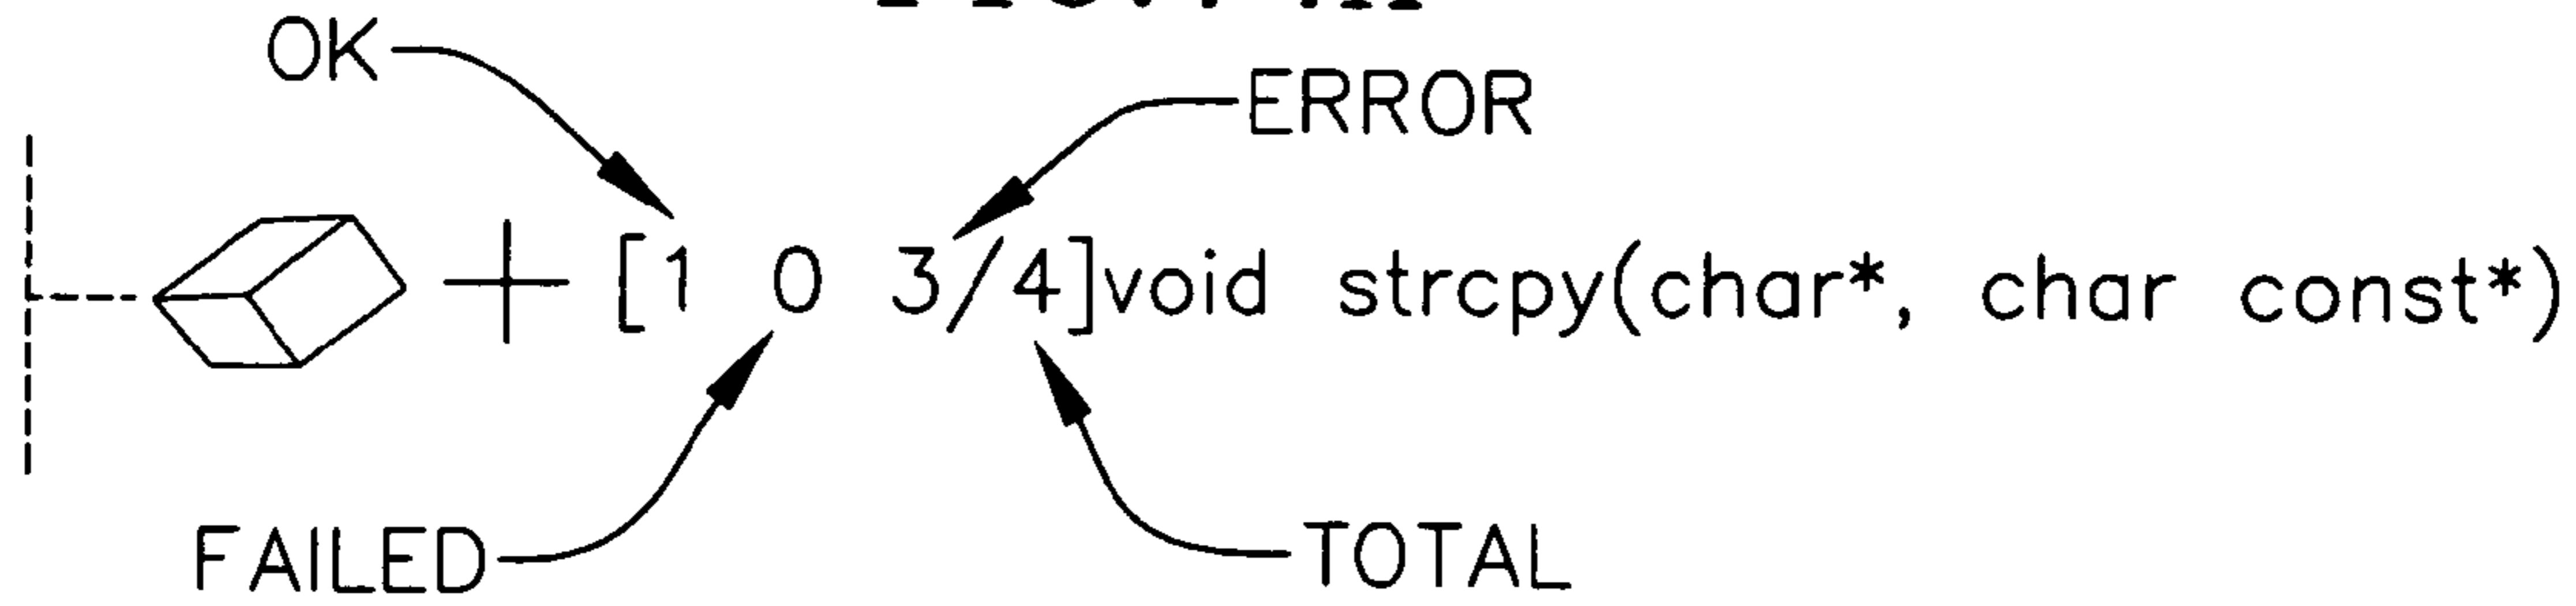 OK
ERROR
+ [1 0 3/4]void strcpy(char*, char const*)
FAILED
TOTAL